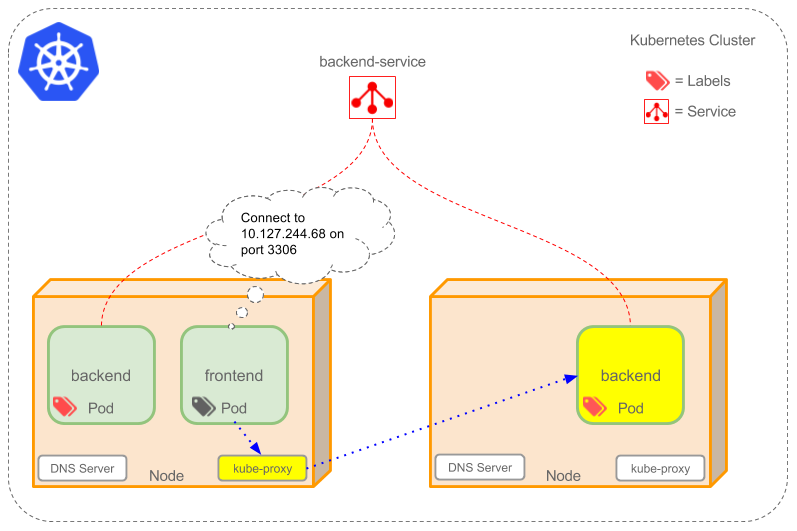 Kubernetes Cluster
backend-service
= Labels
= Service
Connect to
10.127.244.68 on
port 3306
backend
Pod
frontend
Pod
DNS Server
Node
kube-proxy
backend
Pod
DNS Server
Node
kube-proxy